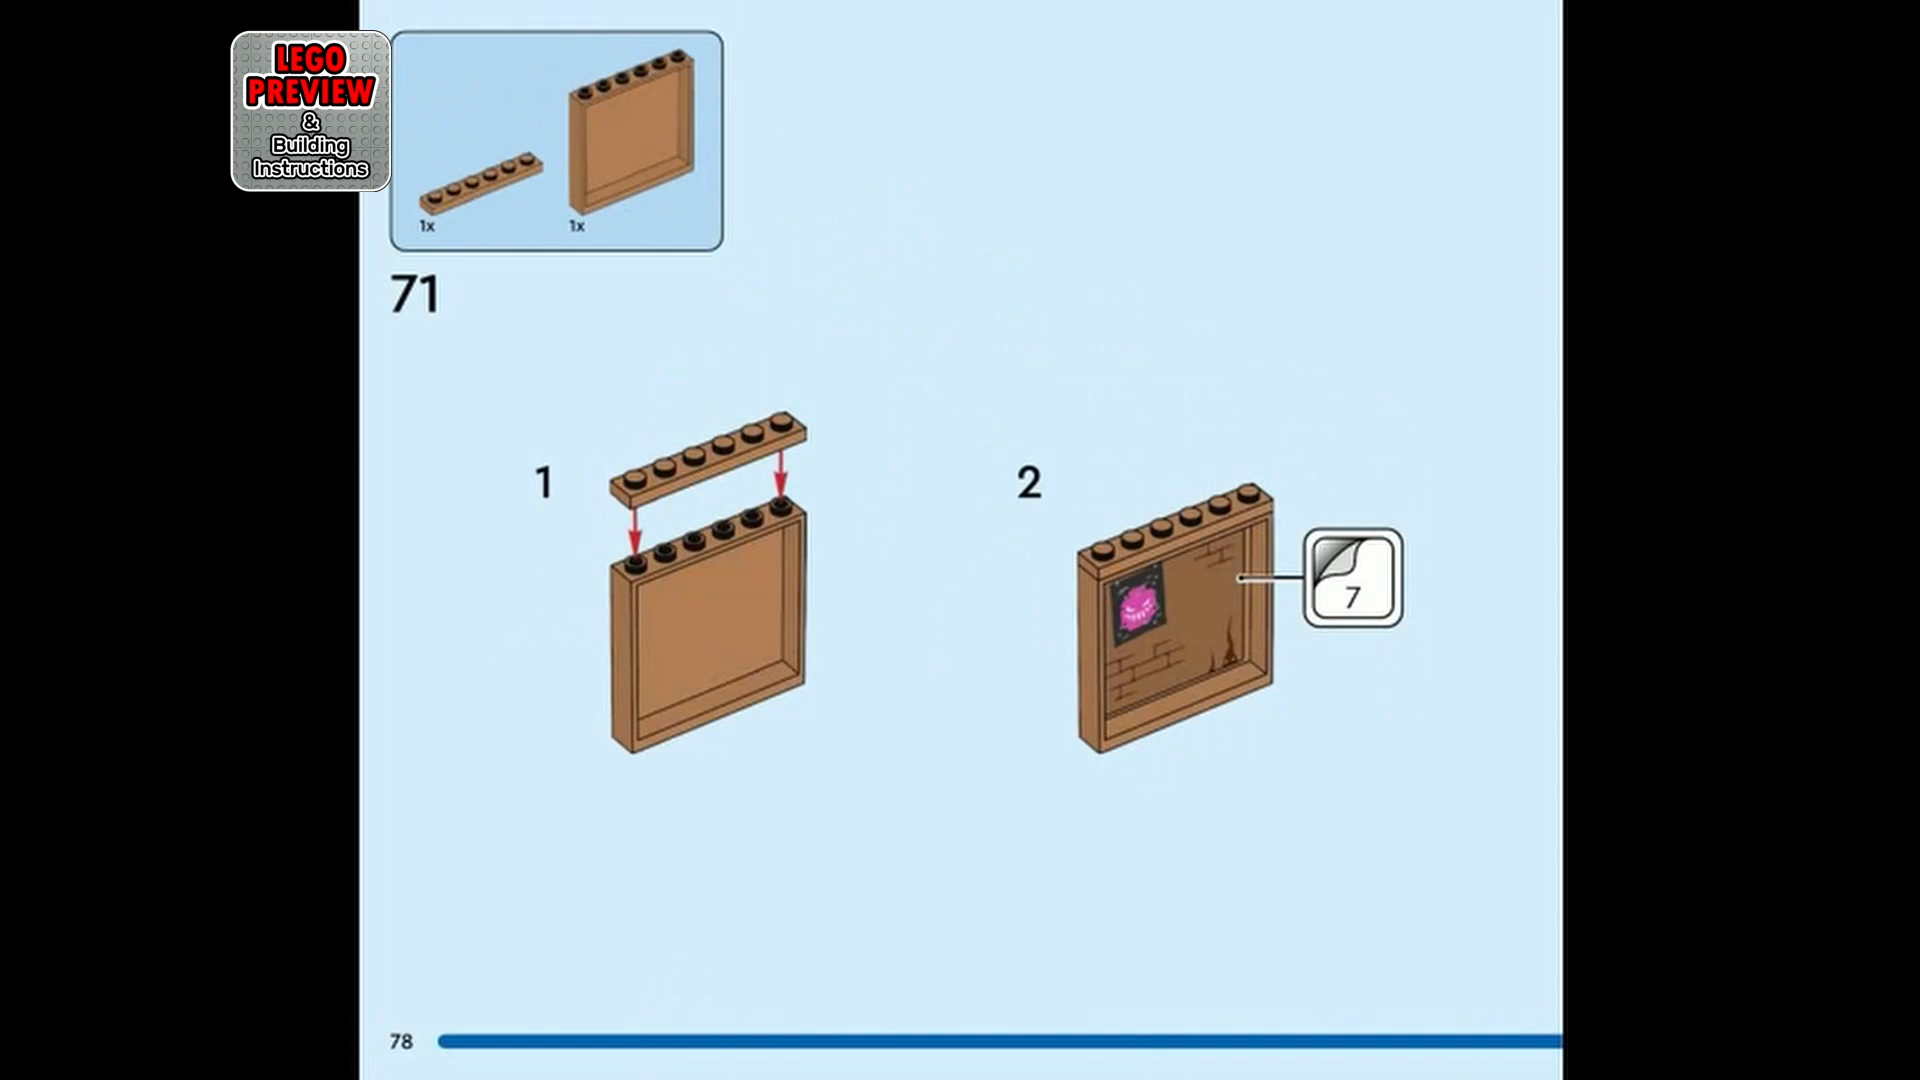 LEGO
PREVIEW
&
Building
Instructions
1x
1x
71
1
2
7
78